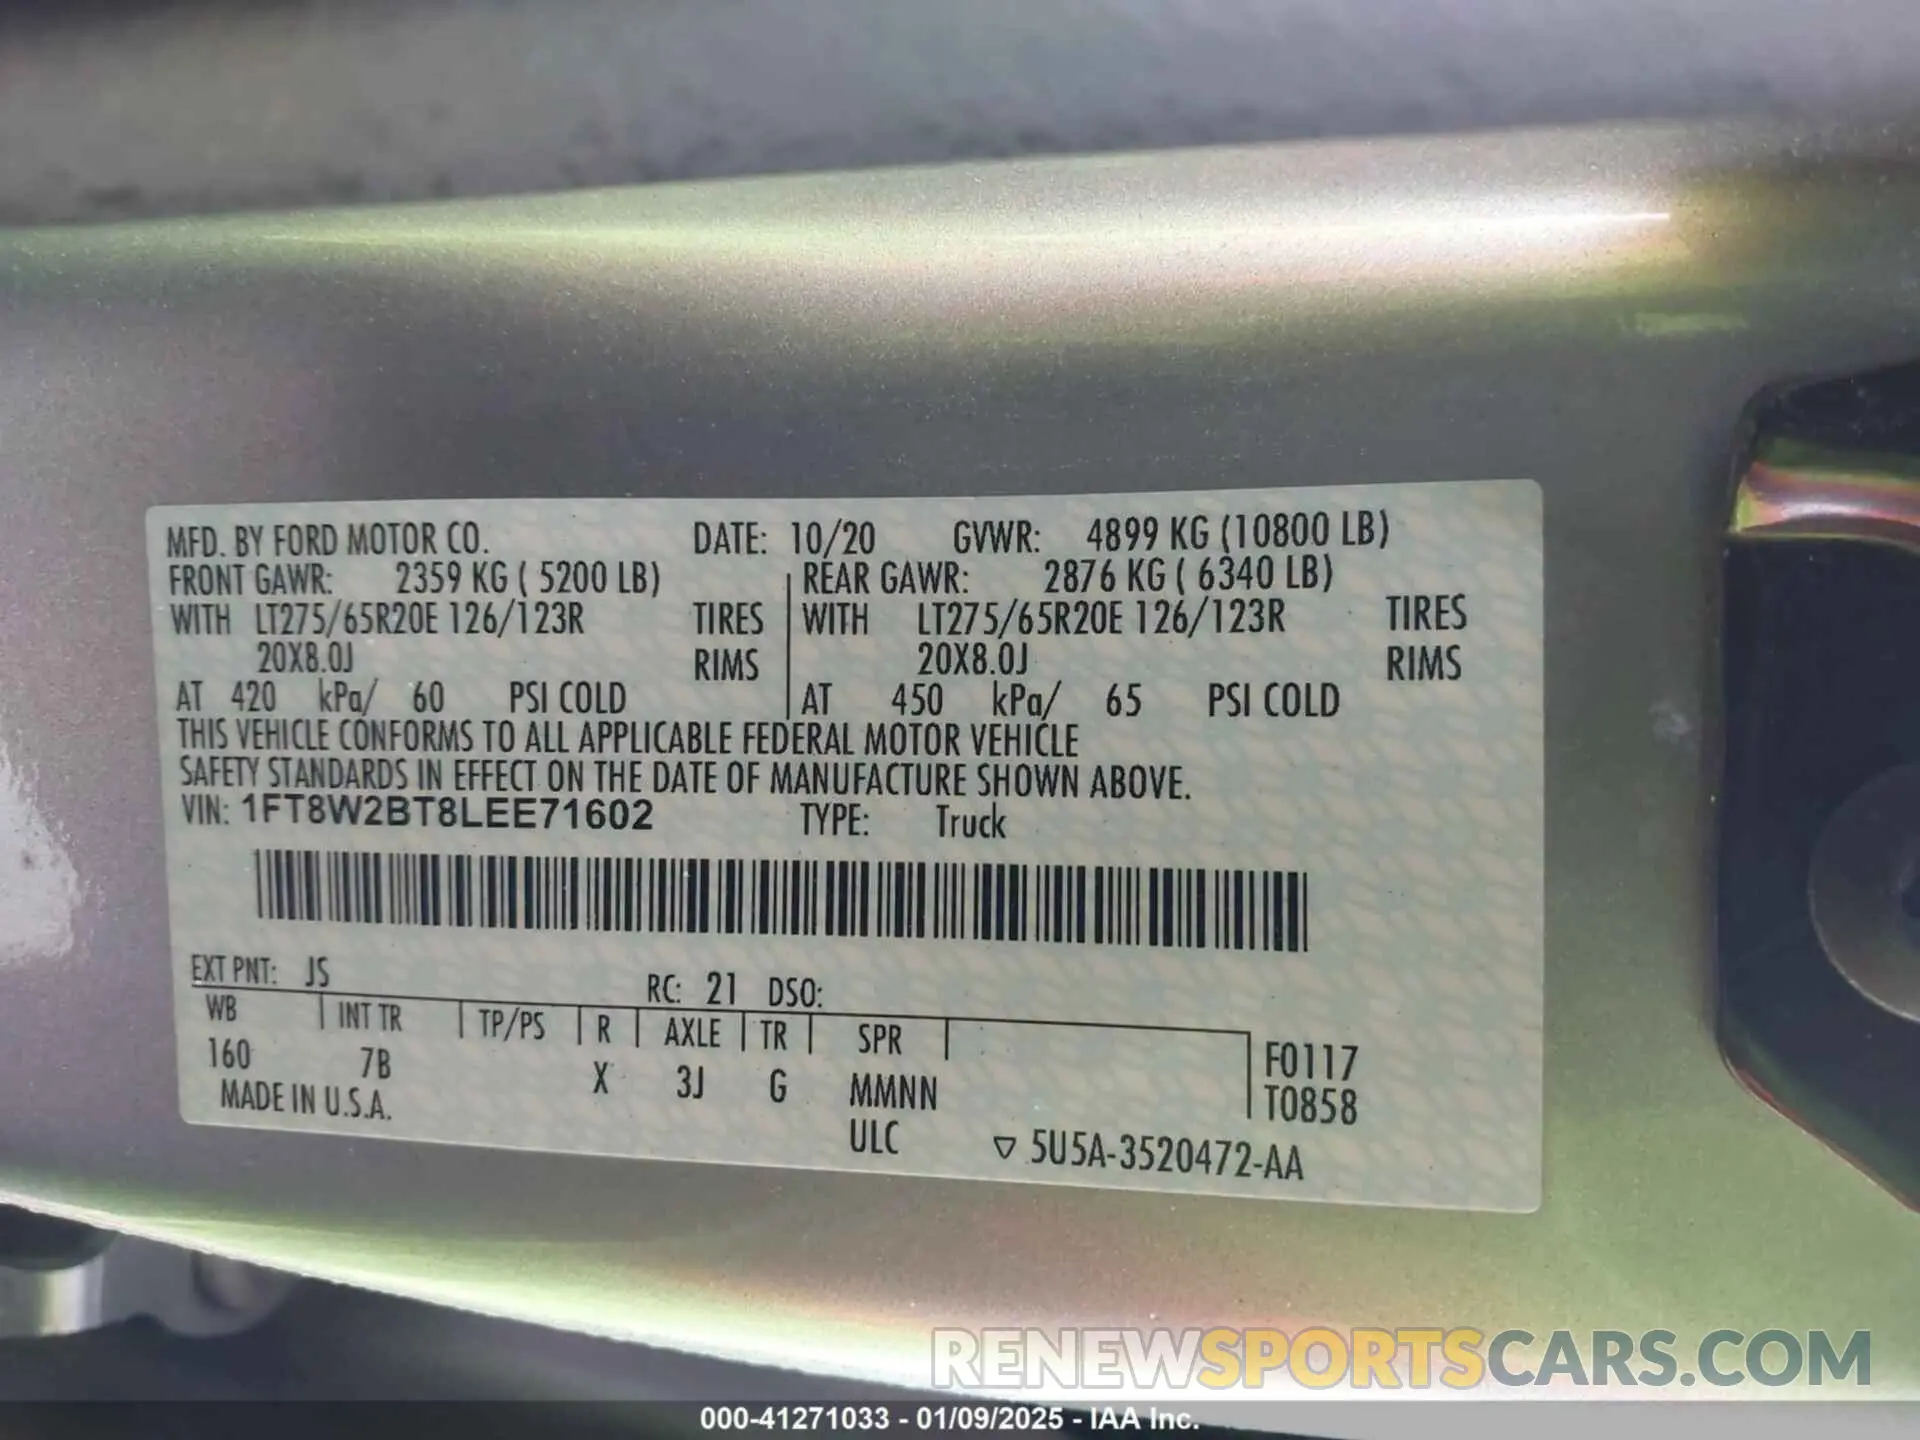 MFD. BY FORD MOTOR CO. DATE: 10/20 GVWR: 4899 KG (10800 LB)
FRONT GAWR: 2359 KG ( 5200 LB) REAR GAWR: 2876 KG ( 6340 LB)
WITH LT275/65R20E 126/123R TIRES WITH LT275/65R20E 126/123R TIRES
20X8.0J RIMS 20X8.0J RIMS
AT 420 kPa/ 60 PSI COLD AT 450 kPa/ 65 PSI COLD
THIS VEHICLE CONFORMS TO ALL APPLICABLE FEDERAL MOTOR VEHICLE
SAFETY STANDARDS IN EFFECT ON THE DATE OF MANUFACTURE SHOWN ABOVE.
VIN: 1FT8W2BT8LEE71602 TYPE: Truck
EXT PNT: JS RC: 21 DSO:
WB INT TR TP/PS R AXLE TR SPR
160 7B X 3J G MMNN F0117
MADE IN U.S.A. T0858
ULC ▽ 5U5A-3520472-AA
RENEWSPORTSCARS.COM
000-41271033 - 01/09/2025 - IAA Inc.